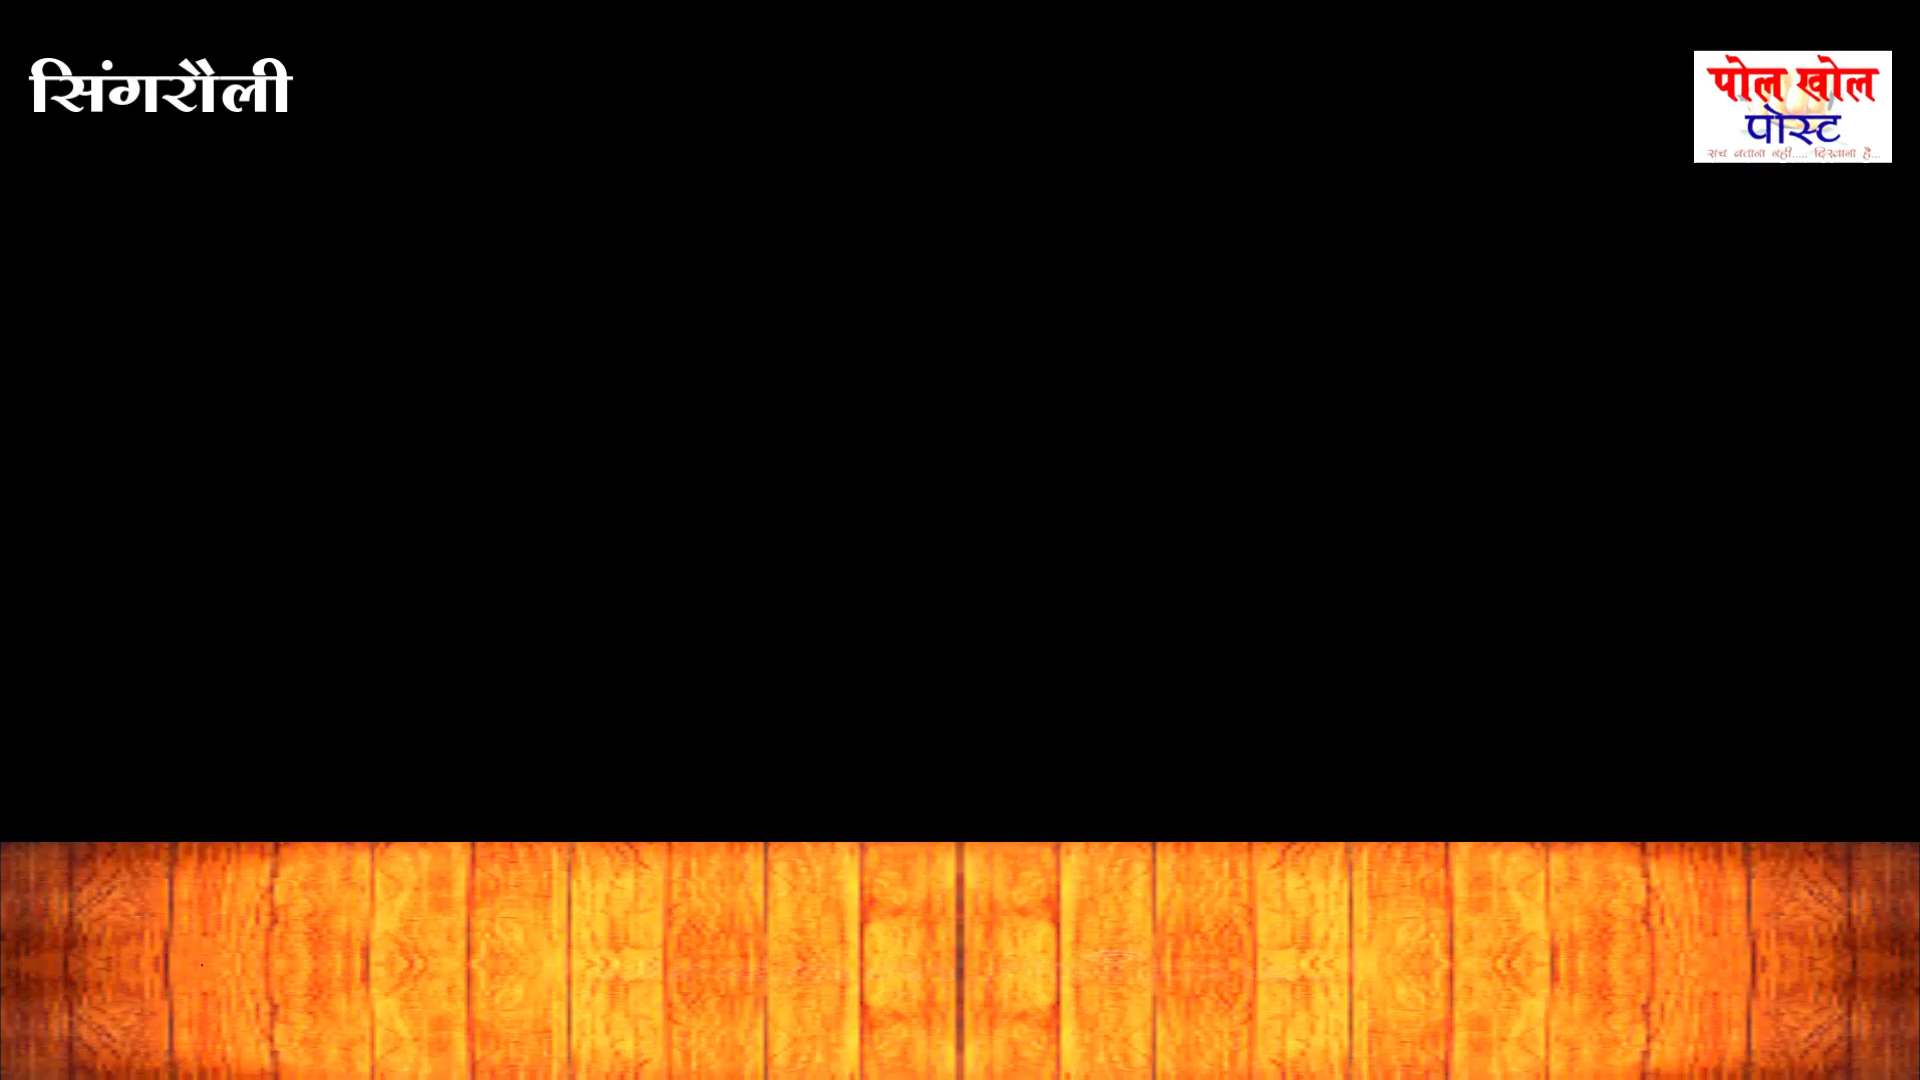 सिंगरौली
पोल खोल
पोस्ट
सच बताना नहीं..... दिखाना है...